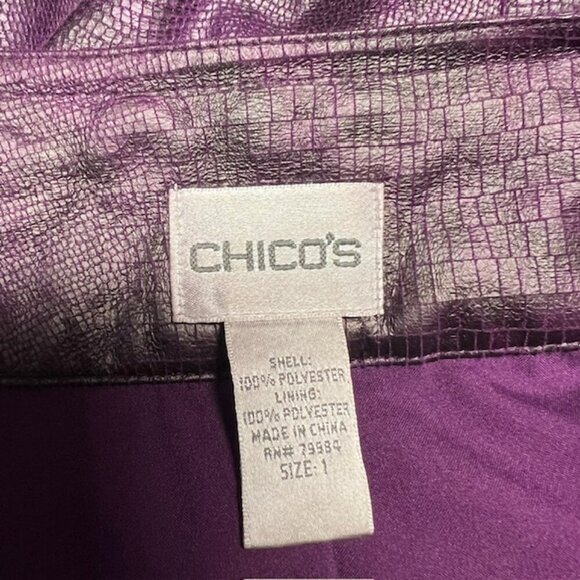 CHICO'S
SHELL:
100% POLYESTER
LINING:
100% POLYESTER
MADE IN CHINA
RN# 79984
SIZE: 1